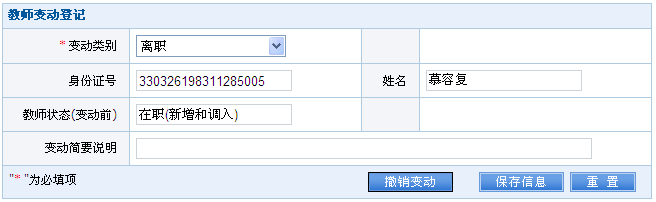 教师变动登记
* 变动类别 离职
身份证号 330326198311285005 姓名 慕容复
教师状态(变动前) 在职(新增和调入)
变动简要说明
"* "为必填项 撤销变动 保存信息 重 置